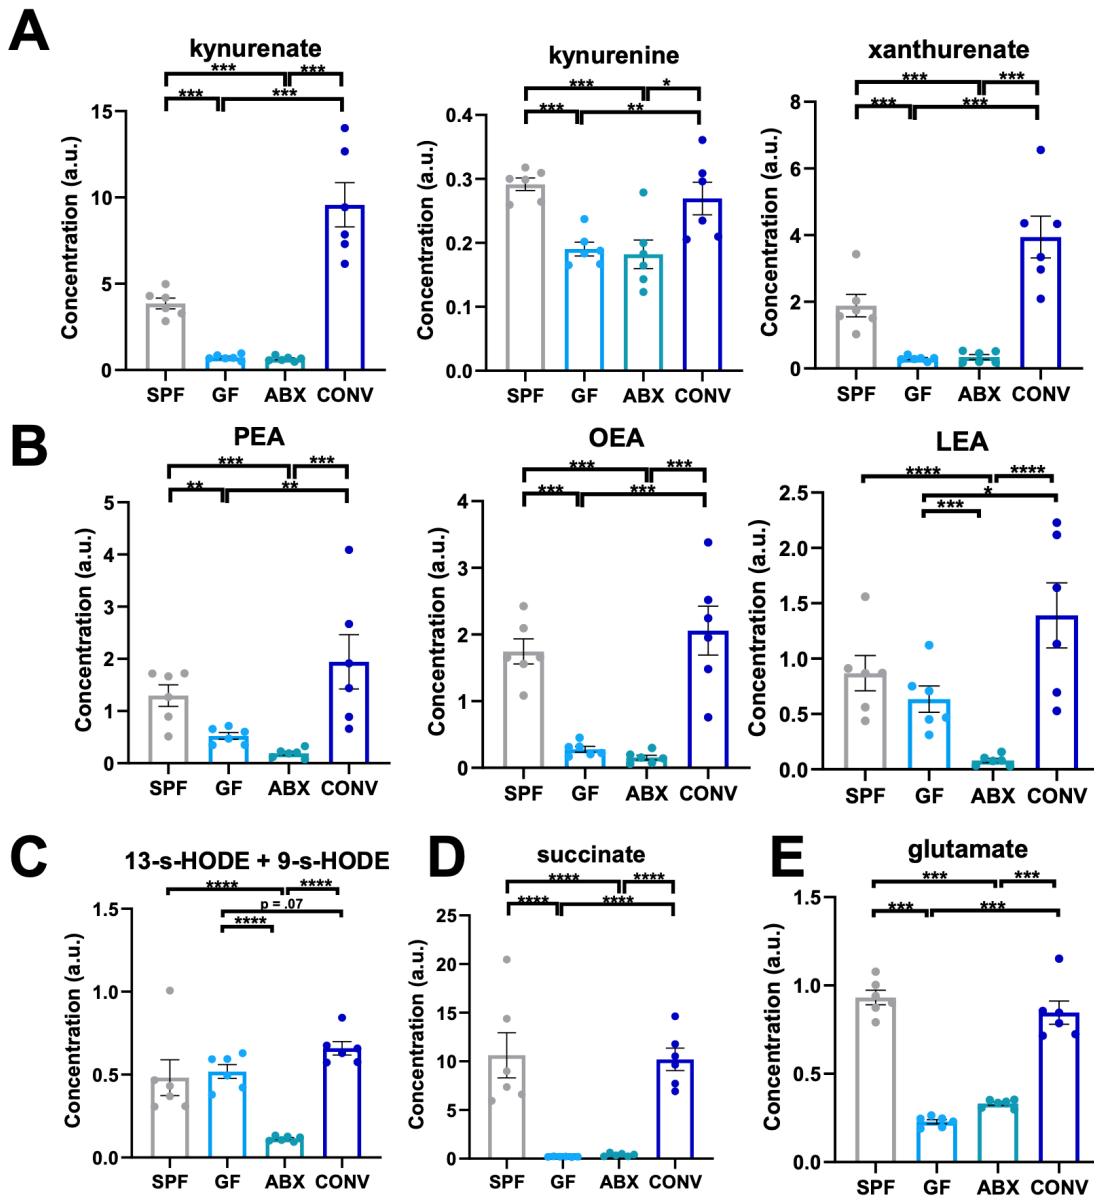 A
kynurenate
*** ***
*** ***
Concentration (a.u.)
15
10
5
0
SPF GF ABX CONV
kynurenine
*** *
*** **
Concentration (a.u.)
0.4
0.3
0.2
0.1
0.0
SPF GF ABX CONV
xanthurenate
*** ***
*** ***
Concentration (a.u.)
8
6
4
2
0
SPF GF ABX CONV
B
PEA
*** ***
** **
Concentration (a.u.)
5
4
3
2
1
0
SPF GF ABX CONV
OEA
*** ***
*** ***
Concentration (a.u.)
4
3
2
1
0
SPF GF ABX CONV
LEA
**** ****
*
***
Concentration (a.u.)
2.5
2.0
1.5
1.0
0.5
0.0
SPF GF ABX CONV
C
13-s-HODE + 9-s-HODE
**** ****
p = .07
****
Concentration (a.u.)
1.5
1.0
0.5
0.0
SPF GF ABX CONV
D
succinate
**** ****
**** ****
Concentration (a.u.)
25
20
15
10
5
0
SPF GF ABX CONV
E
glutamate
*** ***
*** ***
Concentration (a.u.)
1.5
1.0
0.5
0.0
SPF GF ABX CONV